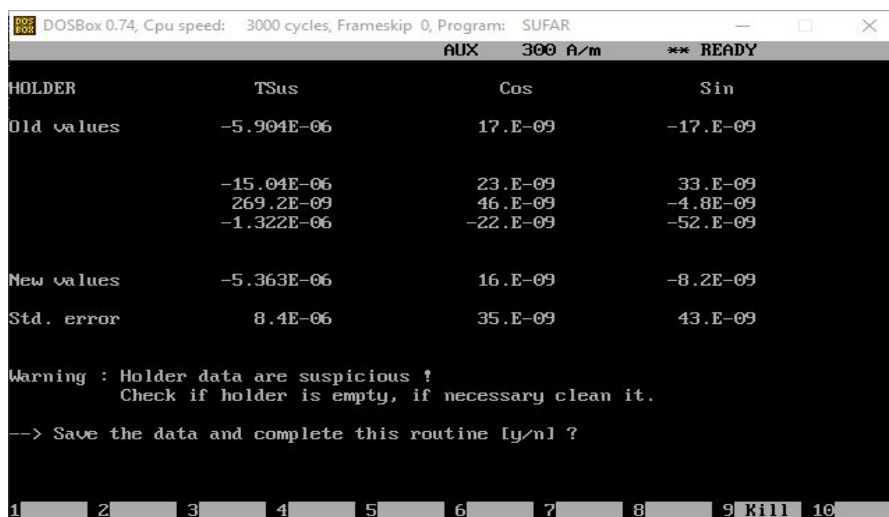 DOSBox 0.74, Cpu speed: 3000 cycles, Frameskip 0, Program: SUFAR
AUX 300 A/m ** READY
HOLDER TSus Cos Sin
Old values -5.904E-06 17.E-09 -17.E-09
-15.04E-06 23.E-09 33.E-09
269.2E-09 46.E-09 -4.8E-09
-1.322E-06 -22.E-09 -52.E-09
New values -5.363E-06 16.E-09 -8.2E-09
Std. error 8.4E-06 35.E-09 43.E-09
Warning : Holder data are suspicious !
Check if holder is empty, if necessary clean it.
--> Save the data and complete this routine [y/n] ?
1 2 3 4 5 6 7 8 9 Kill 10